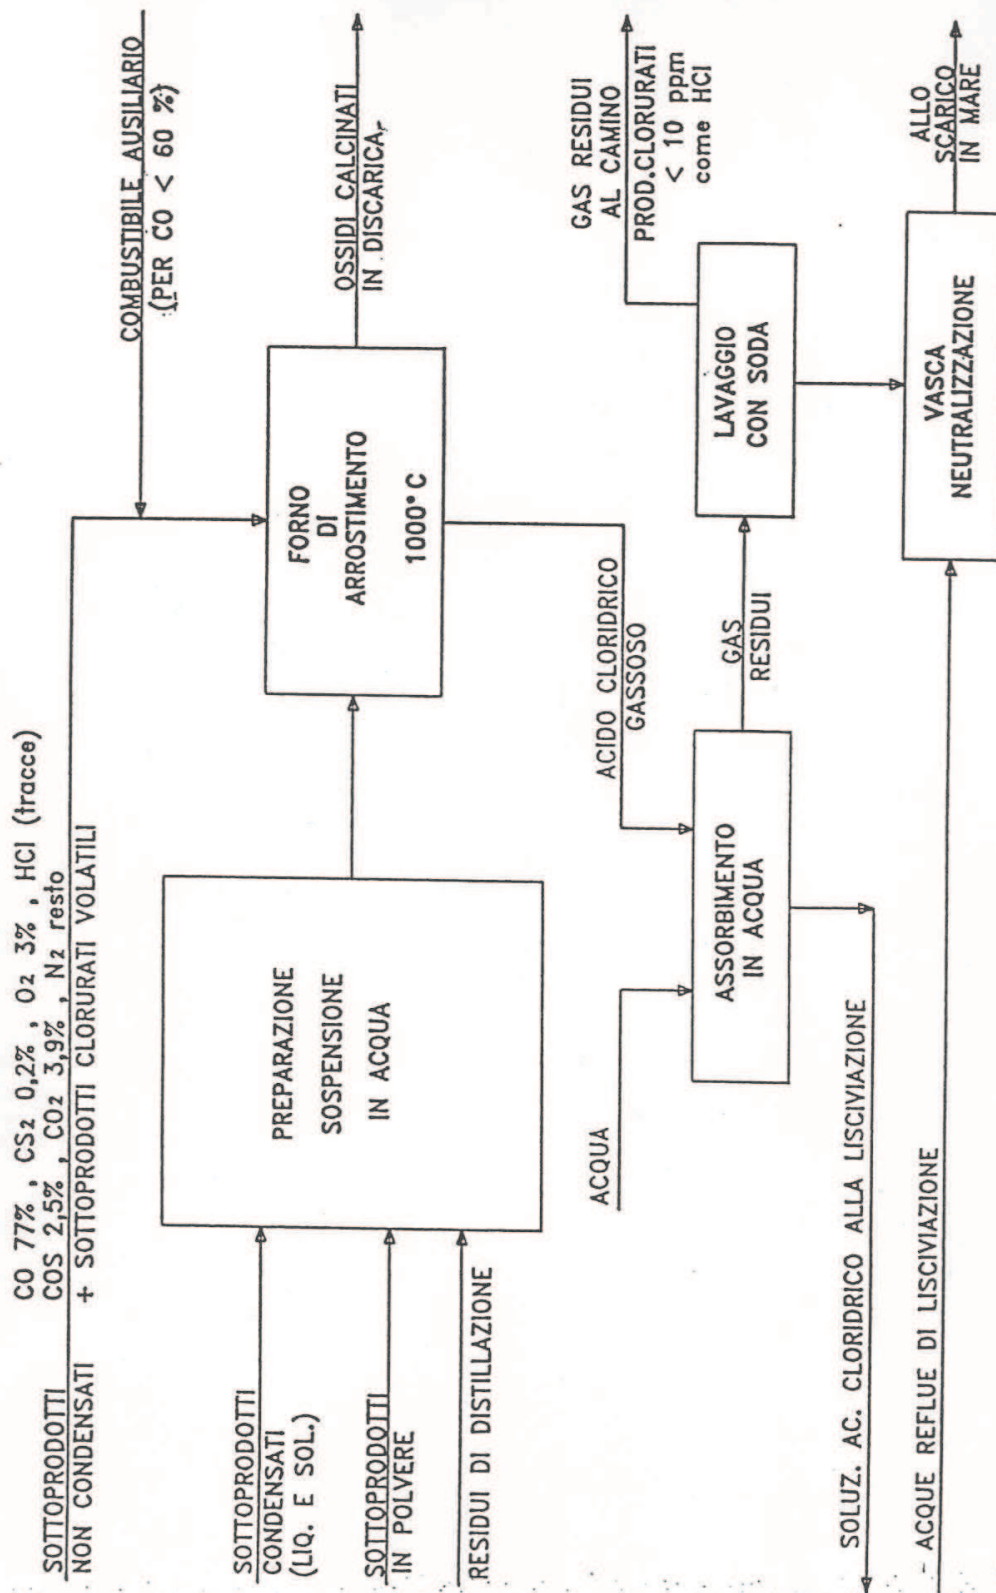 CO 77% , CS2 0,2% , O2 3% , HCl (tracce)
COS 2,5% , CO2 3,9% , N2 resto
+ SOTTOPRODOTTI CLORURATI VOLATILI
SOTTOPRODOTTI
NON CONDENSATI
COMBUSTIBILE AUSILIARIO
(PER CO < 60 %)
SOTTOPRODOTTI
CONDENSATI
(LIQ. E SOL.)
SOTTOPRODOTTI
IN POLVERE
RESIDUI DI DISTILLAZIONE
PREPARAZIONE
SOSPENSIONE
IN ACQUA
FORNO
DI
ARROSTIMENTO
1000°C
OSSIDI CALCINATI
IN DISCARICA
ACIDO CLORIDRICO
GASSOSO
ACQUA
ASSORBIMENTO
IN ACQUA
GAS
RESIDUI
LAVAGGIO
CON SODA
GAS RESIDUI
AL CAMINO
PROD.CLORURATI
< 10 ppm
come HCl
SOLUZ. AC. CLORIDRICO ALLA LISCIVIAZIONE
ACQUE REFLUE DI LISCIVIAZIONE
VASCA
NEUTRALIZZAZIONE
ALLO
SCARICO
IN MARE